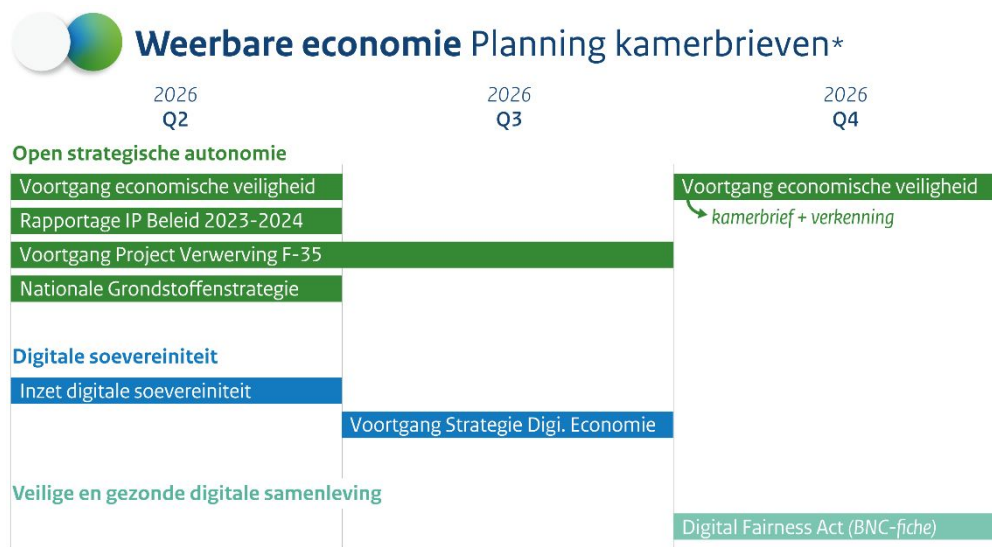 Weerbare economie Planning kamerbrieven*
2026
Q2
2026
Q3
2026
Q4
Open strategische autonomie
Voortgang economische veiligheid
Voortgang economische veiligheid
kamerbrief + verkenning
Rapportage IP Beleid 2023-2024
Voortgang Project Verwerving F-35
Nationale Grondstoffenstrategie
Digitale soevereiniteit
Inzet digitale soevereiniteit
Voortgang Strategie Digi. Economie
Veilige en gezonde digitale samenleving
Digital Fairness Act (BNC-fiche)